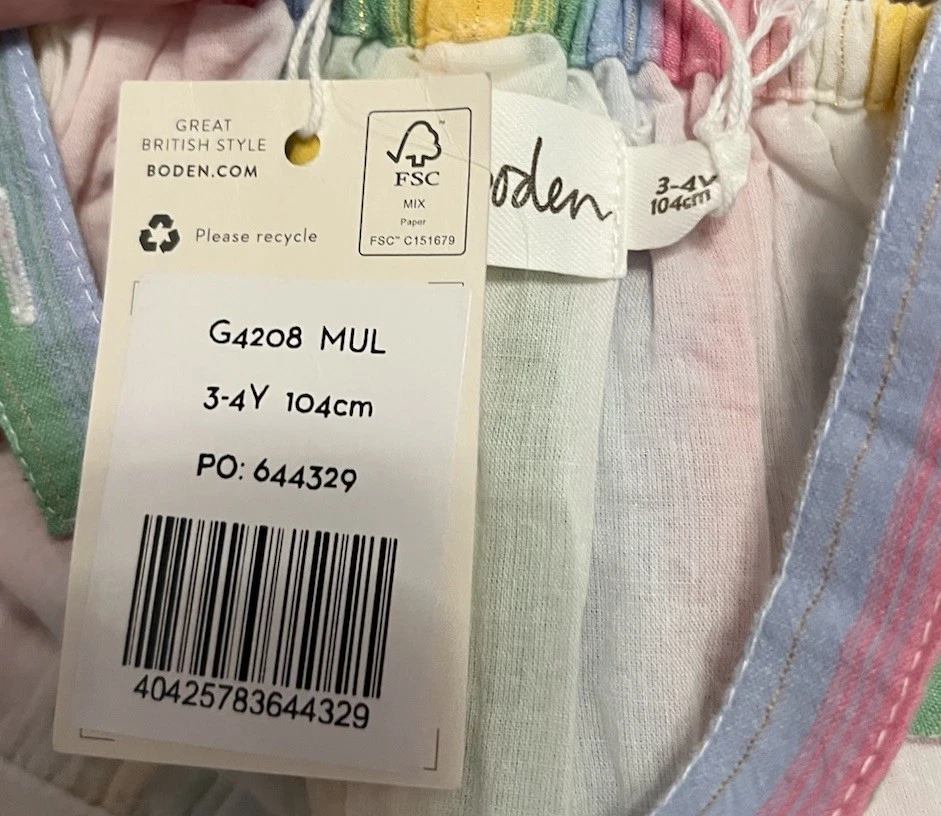 GREAT
BRITISH STYLE
BODEN.COM
Please recycle
FSC™
MIX
Paper
FSC™ C151679
oden
3-4Y
104cm
G4208 MUL
3-4Y 104cm
PO: 644329
40425783644329